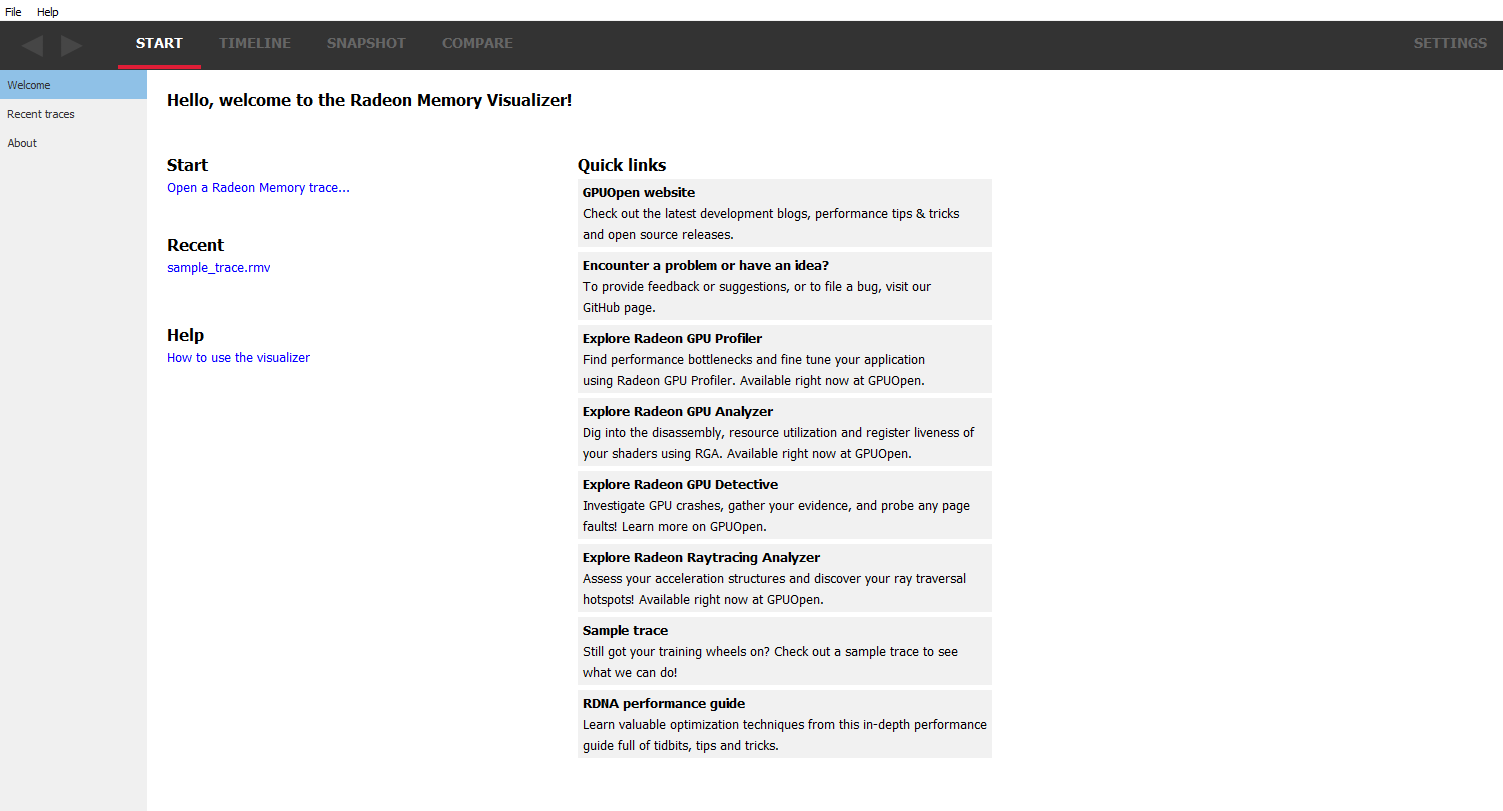 File Help
START TIMELINE SNAPSHOT COMPARE SETTINGS
Welcome
Recent traces
About
Hello, welcome to the Radeon Memory Visualizer!
Start
Open a Radeon Memory trace...
Recent
sample_trace.rmv
Help
How to use the visualizer
Quick links
GPUOpen website
Check out the latest development blogs, performance tips & tricks
and open source releases.
Encounter a problem or have an idea?
To provide feedback or suggestions, or to file a bug, visit our
GitHub page.
Explore Radeon GPU Profiler
Find performance bottlenecks and fine tune your application
using Radeon GPU Profiler. Available right now at GPUOpen.
Explore Radeon GPU Analyzer
Dig into the disassembly, resource utilization and register liveness of
your shaders using RGA. Available right now at GPUOpen.
Explore Radeon GPU Detective
Investigate GPU crashes, gather your evidence, and probe any page
faults! Learn more on GPUOpen.
Explore Radeon Raytracing Analyzer
Assess your acceleration structures and discover your ray traversal
hotspots! Available right now at GPUOpen.
Sample trace
Still got your training wheels on? Check out a sample trace to see
what we can do!
RDNA performance guide
Learn valuable optimization techniques from this in-depth performance
guide full of tidbits, tips and tricks.